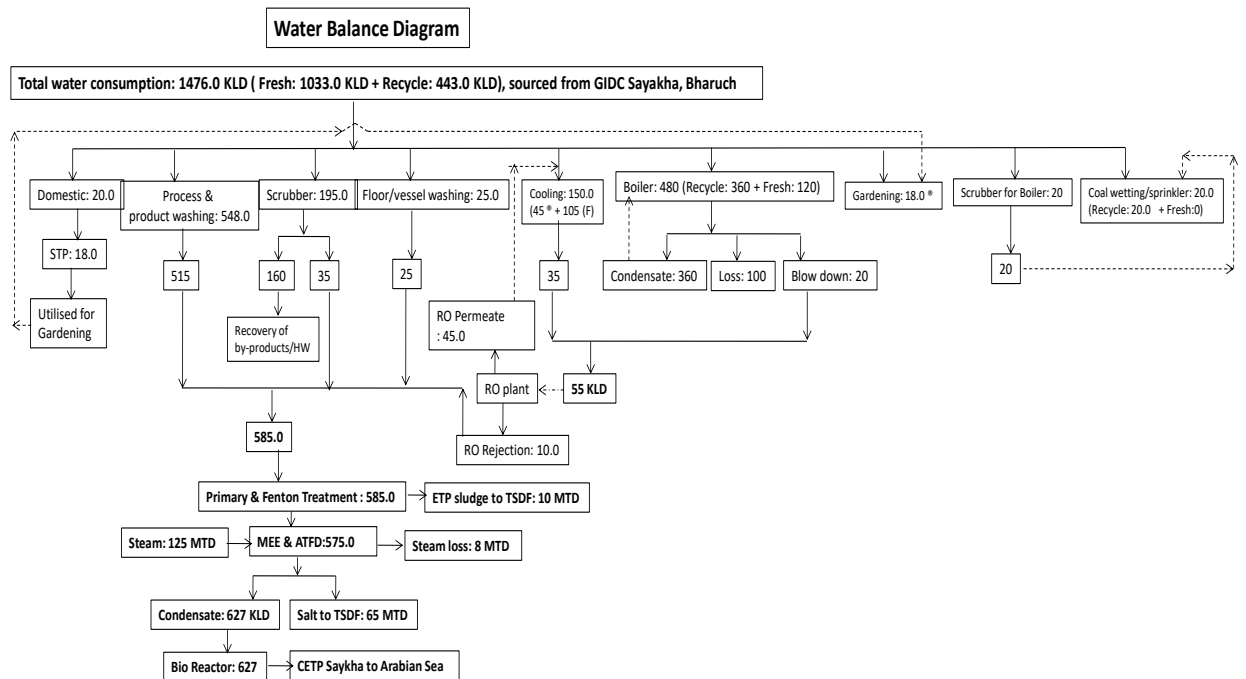 Water Balance Diagram
Total water consumption: 1476.0 KLD ( Fresh: 1033.0 KLD + Recycle: 443.0 KLD), sourced from GIDC Sayakha, Bharuch
Domestic: 20.0
Process &
product washing: 548.0
Scrubber: 195.0
Floor/vessel washing: 25.0
Cooling: 150.0
(45 ® + 105 (F)
Boiler: 480 (Recycle: 360 + Fresh: 120)
Gardening: 18.0 ®
Scrubber for Boiler: 20
Coal wetting/sprinkler: 20.0
(Recycle: 20.0 + Fresh:0)
STP: 18.0
515
160
35
25
35
Condensate: 360
Loss: 100
Blow down: 20
20
Utilised for
Gardening
Recovery of
by-products/HW
RO Permeate
: 45.0
RO plant
55 KLD
585.0
RO Rejection: 10.0
Primary & Fenton Treatment : 585.0
ETP sludge to TSDF: 10 MTD
Steam: 125 MTD
MEE & ATFD:575.0
Steam loss: 8 MTD
Condensate: 627 KLD
Salt to TSDF: 65 MTD
Bio Reactor: 627
CETP Saykha to Arabian Sea